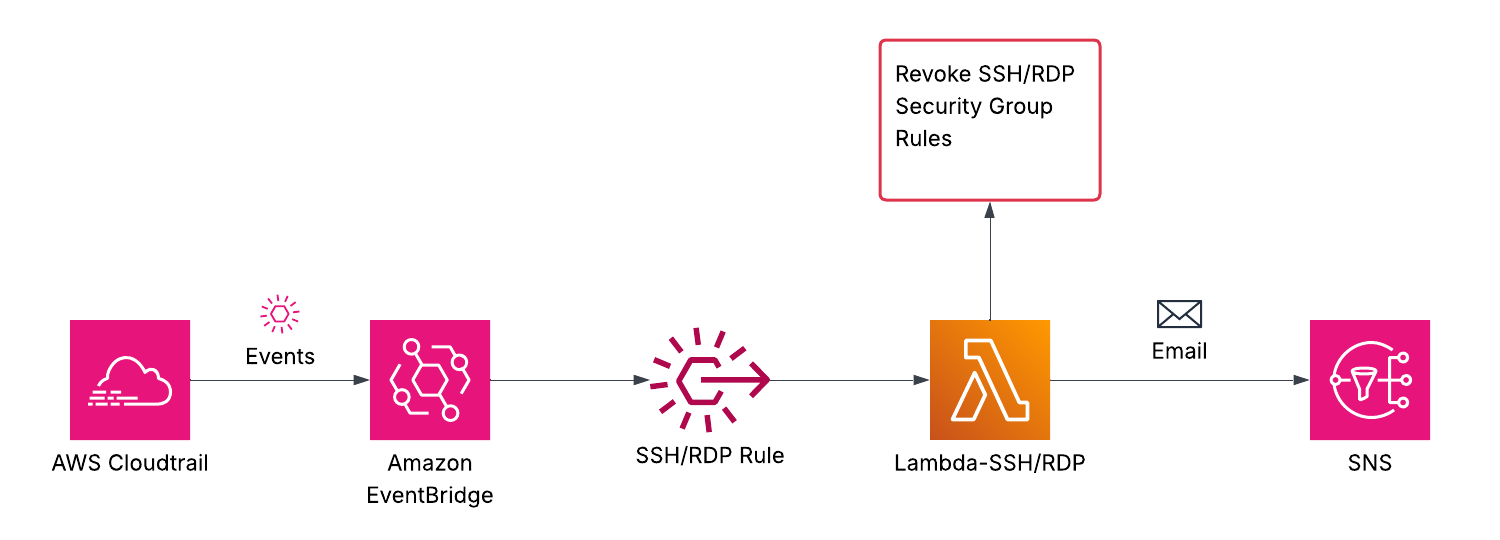 Revoke SSH/RDP
Security Group
Rules
Events
Email
AWS Cloudtrail
Amazon
EventBridge
SSH/RDP Rule
Lambda-SSH/RDP
SNS